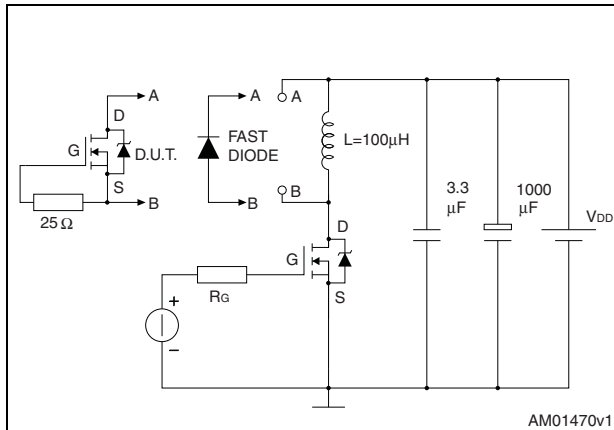 A
A
A
D
G
D.U.T.
FAST
DIODE
L=100µH
S
B
B
B
25 Ω
D
G
S
3.3
µF
1000
µF
VDD
RG
+
–
AM01470v1